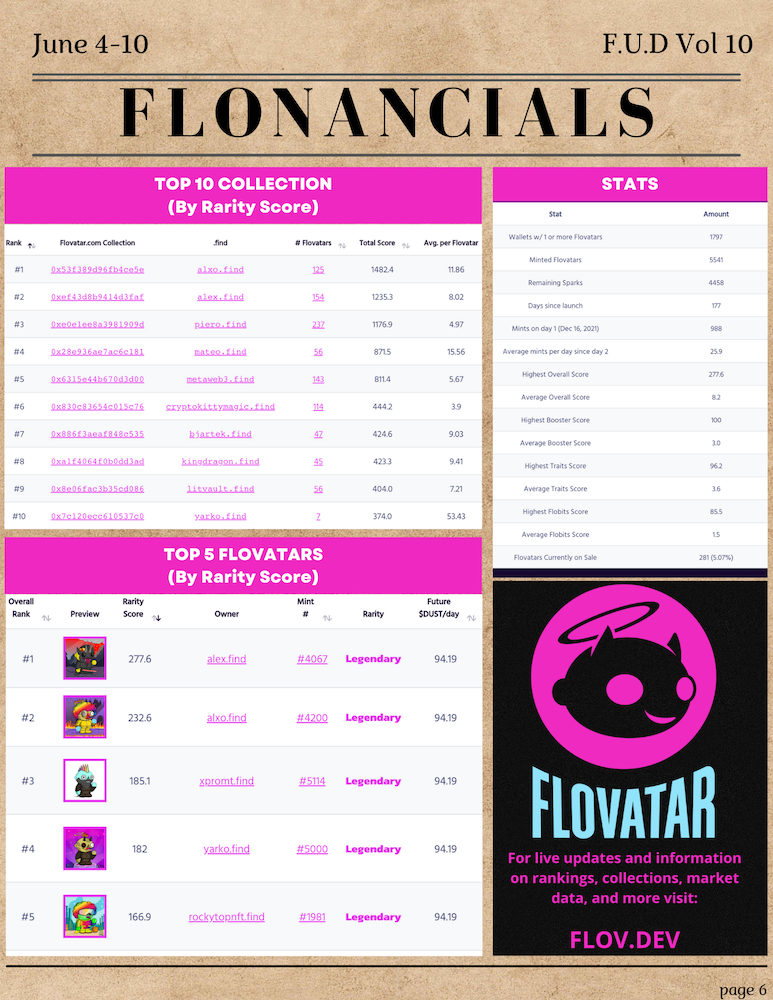 June 4-10
F.U.D Vol 10
FLONANCIALS
TOP 10 COLLECTION
(By Rarity Score)
Rank Flovatar.com Collection .find # Flovatars Total Score Avg. per Flovatar
#1 0x53f389d96fb4ce5e alxo.find 125 1482.4 11.86
#2 0xef43d8b9414d3faf alex.find 154 1235.3 8.02
#3 0xe0e1ee8a3981909d piero.find 237 1176.9 4.97
#4 0x28e936ae7ac6c181 mateo.find 56 871.5 15.56
#5 0x6315e44b670d3d00 metaweb3.find 143 811.4 5.67
#6 0x830c83654c015c76 cryptokittymagic.find 114 444.2 3.9
#7 0x886f3aeaf848c535 bjartek.find 47 424.6 9.03
#8 0xa1f4064f0b0dd3ad kingdragon.find 45 423.3 9.41
#9 0x8e06fac3b35cd086 litvault.find 56 404.0 7.21
#10 0x7c120ecc610537c0 yarko.find 7 374.0 53.43
TOP 5 FLOVATARS
(By Rarity Score)
Overall Rank Preview Rarity Score Owner Mint # Rarity Future $DUST/day
#1 277.6 alex.find #4067 Legendary 94.19
#2 232.6 alxo.find #4200 Legendary 94.19
#3 185.1 xpromt.find #5114 Legendary 94.19
#4 182 yarko.find #5000 Legendary 94.19
#5 166.9 rockytopnft.find #1981 Legendary 94.19
STATS
Stat Amount
Wallets w/ 1 or more Flovatars 1797
Minted Flovatars 5541
Remaining Sparks 4458
Days since launch 177
Mints on day 1 (Dec 16, 2021) 988
Average mints per day since day 2 25.9
Highest Overall Score 277.6
Average Overall Score 8.2
Highest Booster Score 100
Average Booster Score 3.0
Highest Traits Score 96.2
Average Traits Score 3.6
Highest Flobits Score 85.5
Average Flobits Score 1.5
Flovatars Currently on Sale 281 (5.07%)
FLOVATAR
For live updates and information
on rankings, collections, market
data, and more visit:
FLOV.DEV
page 6